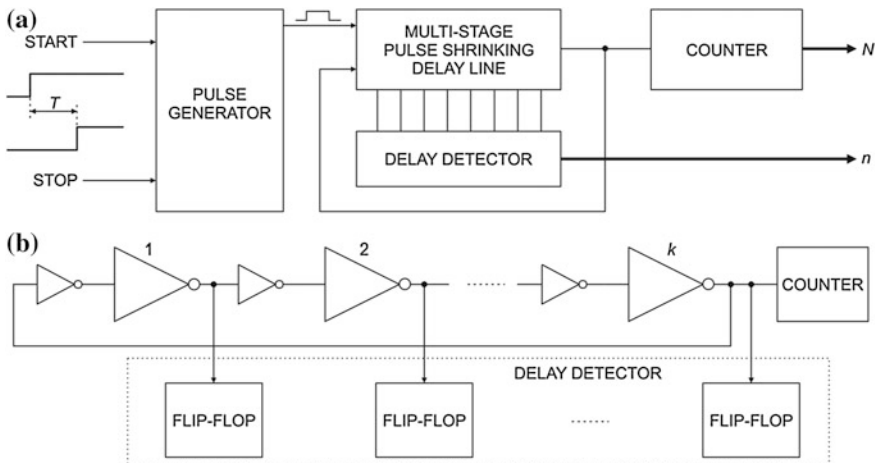 (a)
START
T
STOP
PULSE
GENERATOR
MULTI-STAGE
PULSE SHRINKING
DELAY LINE
COUNTER
N
DELAY DETECTOR
n
(b)
1
2
k
COUNTER
DELAY DETECTOR
FLIP-FLOP
FLIP-FLOP
FLIP-FLOP